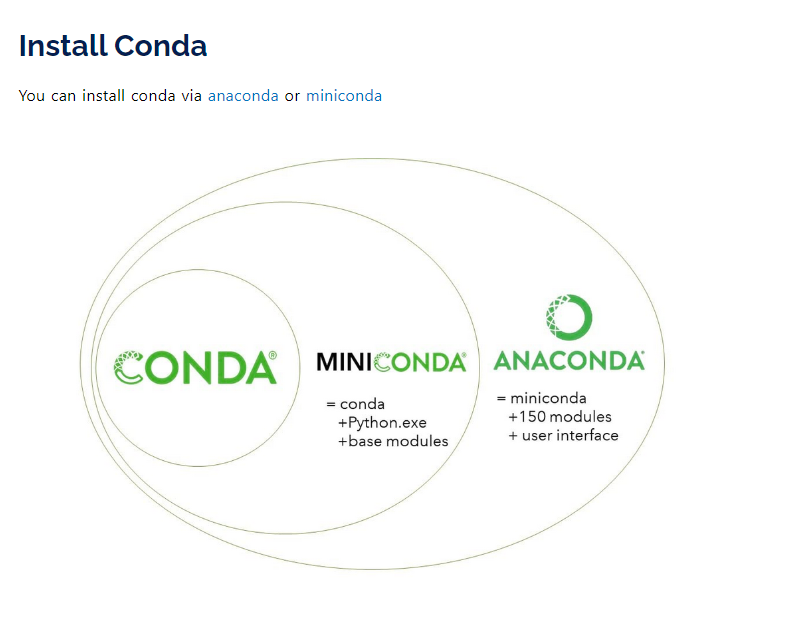 Install Conda
You can install conda via anaconda or miniconda
CONDA®
MINICONDA®
ANACONDA®
= conda
+Python.exe
+base modules
= miniconda
+150 modules
+ user interface